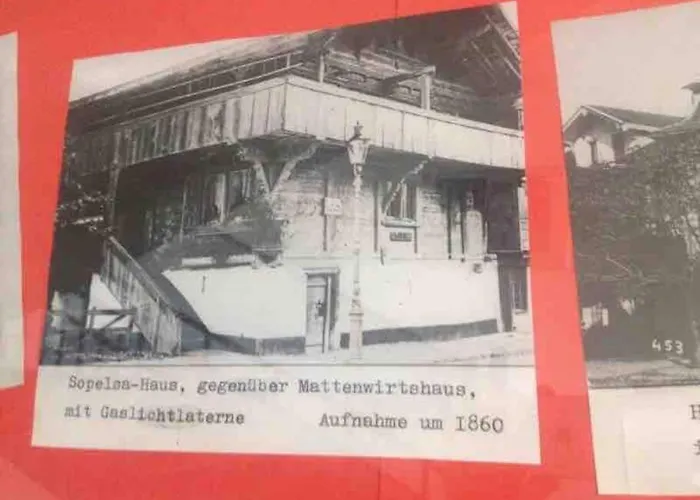 Sopelsa-Haus, gegenüber Mattenwirtshaus,
mit Gaslichtlaterne Aufnahme um 1860
453
H